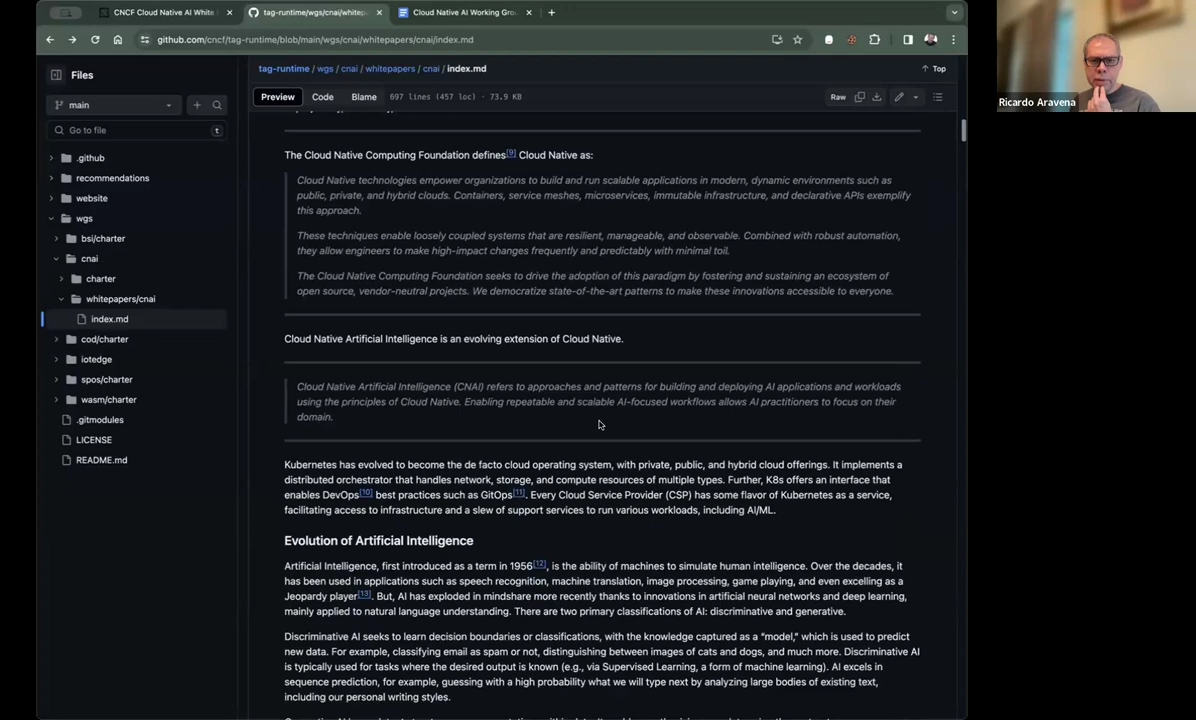 CNCF Cloud Native AI White
tag-runtime/wgs/cnai/whitep
Cloud Native AI Working Gro
github.com/cncf/tag-runtime/blob/main/wgs/cnai/whitepapers/cnai/index.md
Ricardo Aravena
Files
tag-runtime / wgs / cnai / whitepapers / cnai / index.md
Top
main
Preview
Code
Blame
697 lines (457 loc) · 73.9 KB
Raw
Go to file
t
.github
recommendations
website
wgs
bsi/charter
cnai
charter
whitepapers/cnai
index.md
cod/charter
iotedge
spos/charter
wasm/charter
.gitmodules
LICENSE
README.md
The Cloud Native Computing Foundation defines[9] Cloud Native as:
Cloud Native technologies empower organizations to build and run scalable applications in modern, dynamic environments such as
public, private, and hybrid clouds. Containers, service meshes, microservices, immutable infrastructure, and declarative APIs exemplify
this approach.
These techniques enable loosely coupled systems that are resilient, manageable, and observable. Combined with robust automation,
they allow engineers to make high-impact changes frequently and predictably with minimal toil.
The Cloud Native Computing Foundation seeks to drive the adoption of this paradigm by fostering and sustaining an ecosystem of
open source, vendor-neutral projects. We democratize state-of-the-art patterns to make these innovations accessible to everyone.
Cloud Native Artificial Intelligence is an evolving extension of Cloud Native.
Cloud Native Artificial Intelligence (CNAI) refers to approaches and patterns for building and deploying AI applications and workloads
using the principles of Cloud Native. Enabling repeatable and scalable AI-focused workflows allows AI practitioners to focus on their
domain.
Kubernetes has evolved to become the de facto cloud operating system, with private, public, and hybrid cloud offerings. It implements a
distributed orchestrator that handles network, storage, and compute resources of multiple types. Further, K8s offers an interface that
enables DevOps[10] best practices such as GitOps[11]. Every Cloud Service Provider (CSP) has some flavor of Kubernetes as a service,
facilitating access to infrastructure and a slew of support services to run various workloads, including AI/ML.
Evolution of Artificial Intelligence
Artificial Intelligence, first introduced as a term in 1956[12], is the ability of machines to simulate human intelligence. Over the decades, it
has been used in applications such as speech recognition, machine translation, image processing, game playing, and even excelling as a
Jeopardy player[13]. But, AI has exploded in mindshare more recently thanks to innovations in artificial neural networks and deep learning,
mainly applied to natural language understanding. There are two primary classifications of AI: discriminative and generative.
Discriminative AI seeks to learn decision boundaries or classifications, with the knowledge captured as a “model,” which is used to predict
new data. For example, classifying email as spam or not, distinguishing between images of cats and dogs, and much more. Discriminative AI
is typically used for tasks where the desired output is known (e.g., via Supervised Learning, a form of machine learning). AI excels in
sequence prediction, for example, guessing with a high probability what we will type next by analyzing large bodies of existing text,
including our personal writing styles.